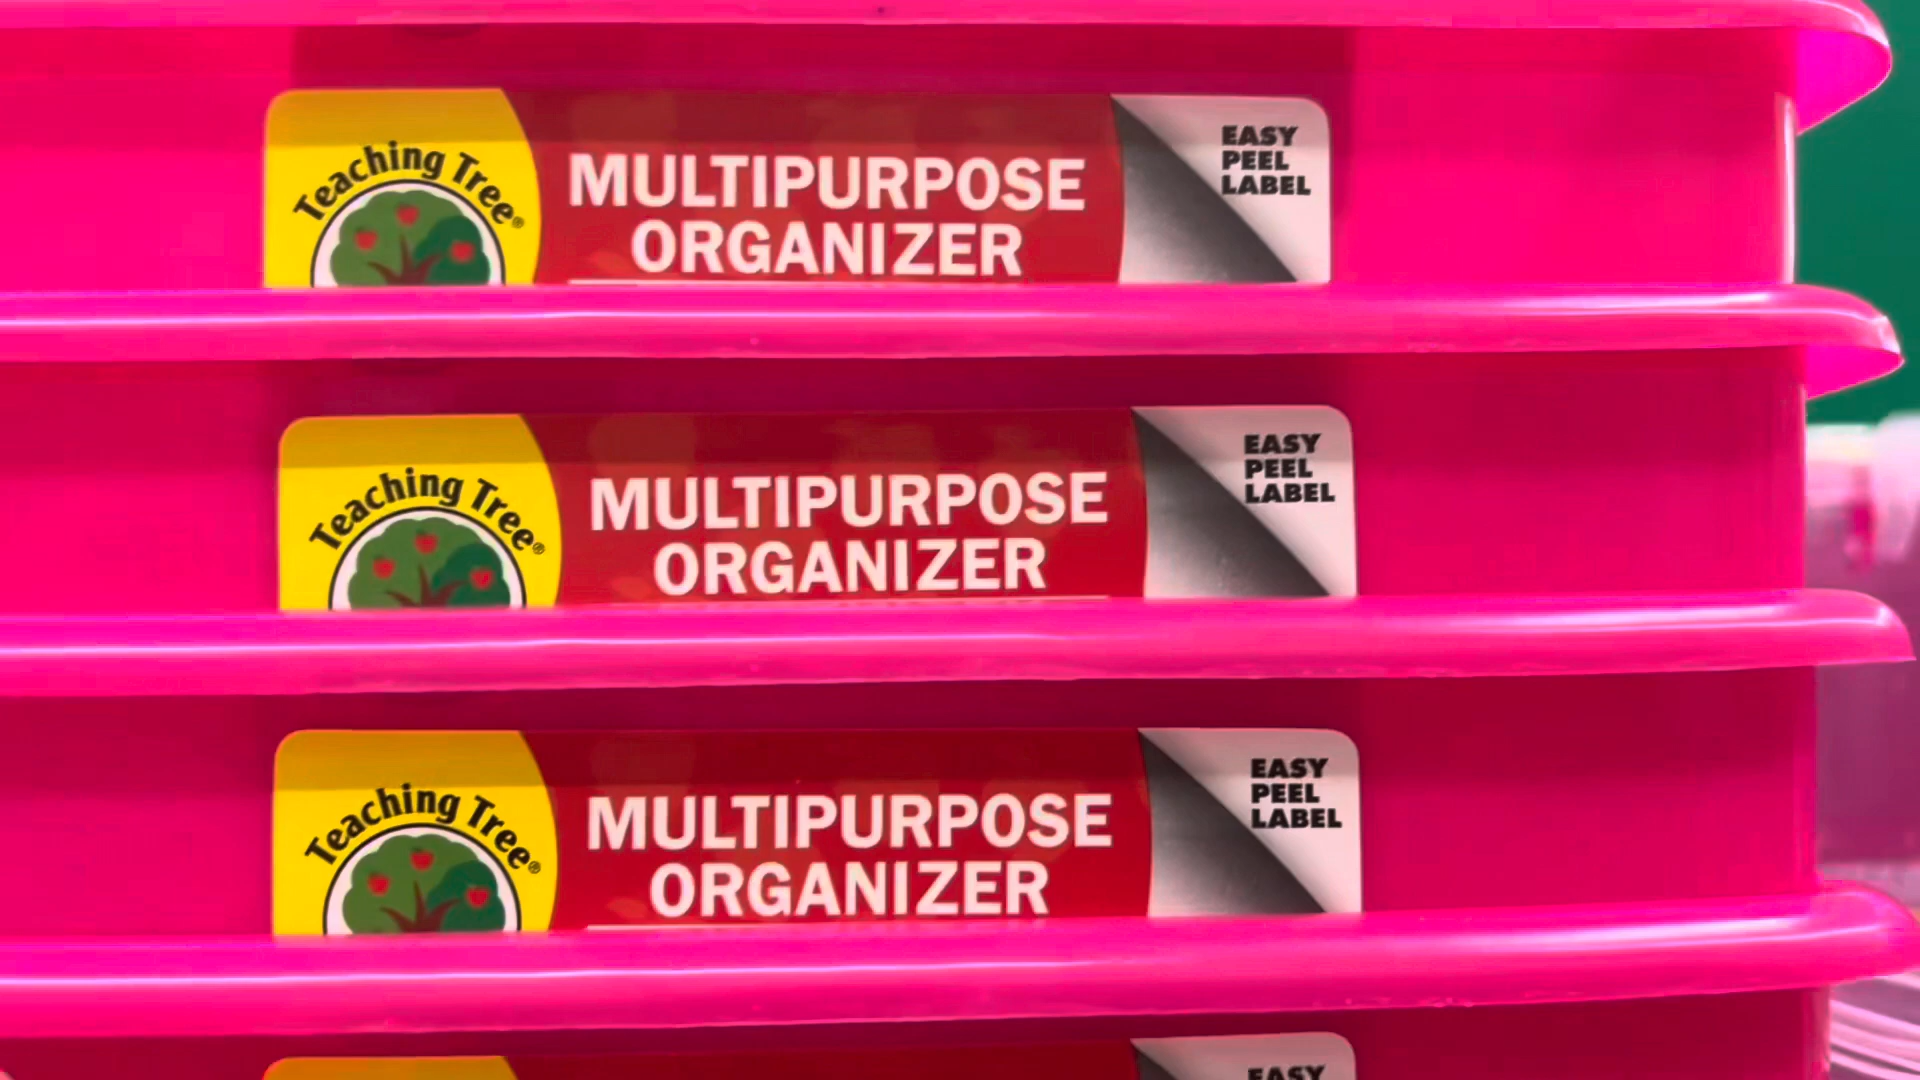 Teaching Tree®
MULTIPURPOSE
ORGANIZER
EASY
PEEL
LABEL
Teaching Tree®
MULTIPURPOSE
ORGANIZER
EASY
PEEL
LABEL
Teaching Tree®
MULTIPURPOSE
ORGANIZER
EASY
PEEL
LABEL
EASY